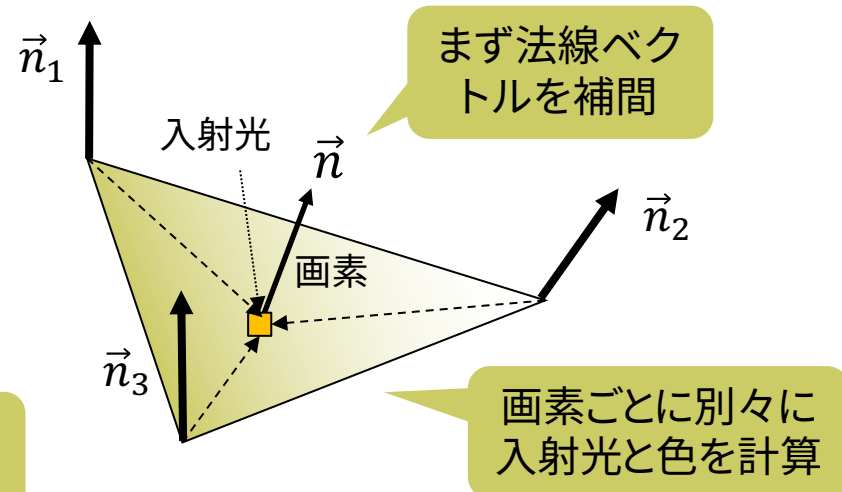 まず法線ベク
トルを補間
n⃗₁
入射光
n⃗
n⃗₂
画素
n⃗₃
画素ごとに別々に
入射光と色を計算